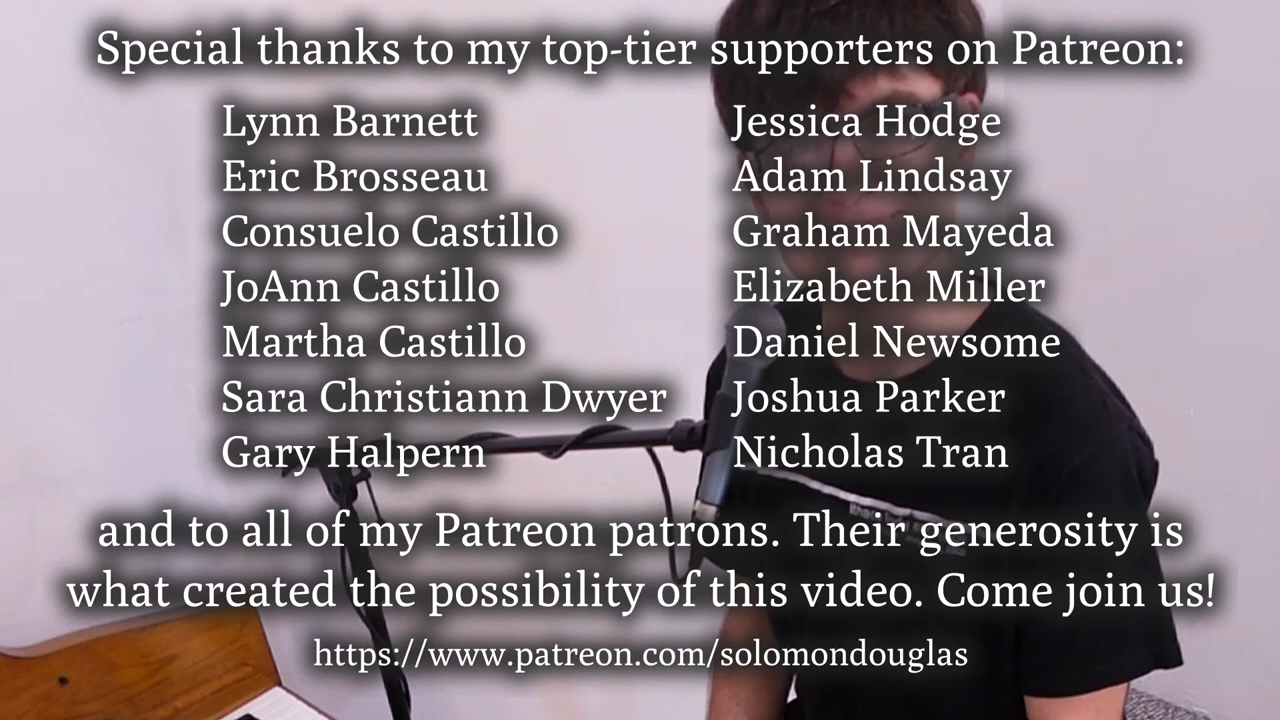 Special thanks to my top-tier supporters on Patreon:
Lynn Barnett
Eric Brosseau
Consuelo Castillo
JoAnn Castillo
Martha Castillo
Sara Christiann Dwyer
Gary Halpern
Jessica Hodge
Adam Lindsay
Graham Mayeda
Elizabeth Miller
Daniel Newsome
Joshua Parker
Nicholas Tran
and to all of my Patreon patrons. Their generosity is
what created the possibility of this video. Come join us!
https://www.patreon.com/solomondouglas